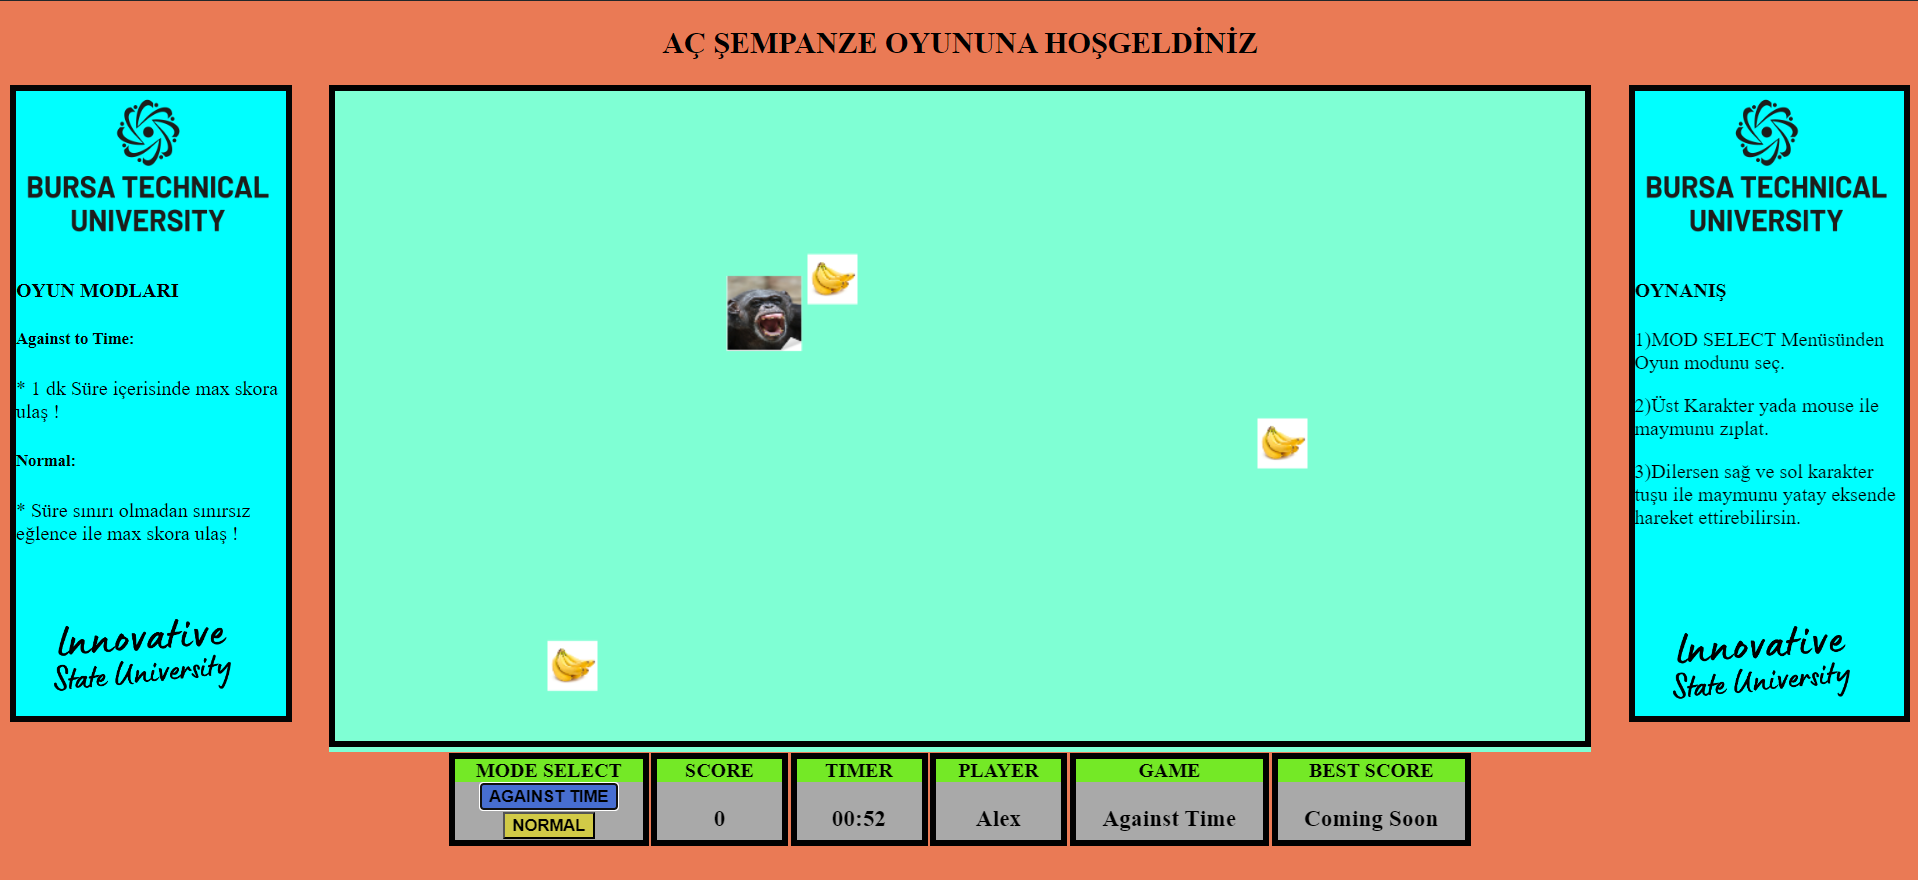 AÇ ŞEMPANZE OYUNUNA HOŞGELDİNİZ
BURSA TECHNICAL
UNIVERSITY
OYUN MODLARI
Against to Time:
* 1 dk Süre içerisinde max skora
ulaş !
Normal:
* Süre sınırı olmadan sınırsız
eğlence ile max skora ulaş !
Innovative
State University
BURSA TECHNICAL
UNIVERSITY
OYNANIŞ
1)MOD SELECT Menüsünden
Oyun modunu seç.
2)Üst Karakter yada mouse ile
maymunu zıplat.
3)Dilersen sağ ve sol karakter
tuşu ile maymunu yatay eksende
hareket ettirebilirsin.
Innovative
State University
MODE SELECT
AGAINST TIME
NORMAL
SCORE
0
TIMER
00:52
PLAYER
Alex
GAME
Against Time
BEST SCORE
Coming Soon